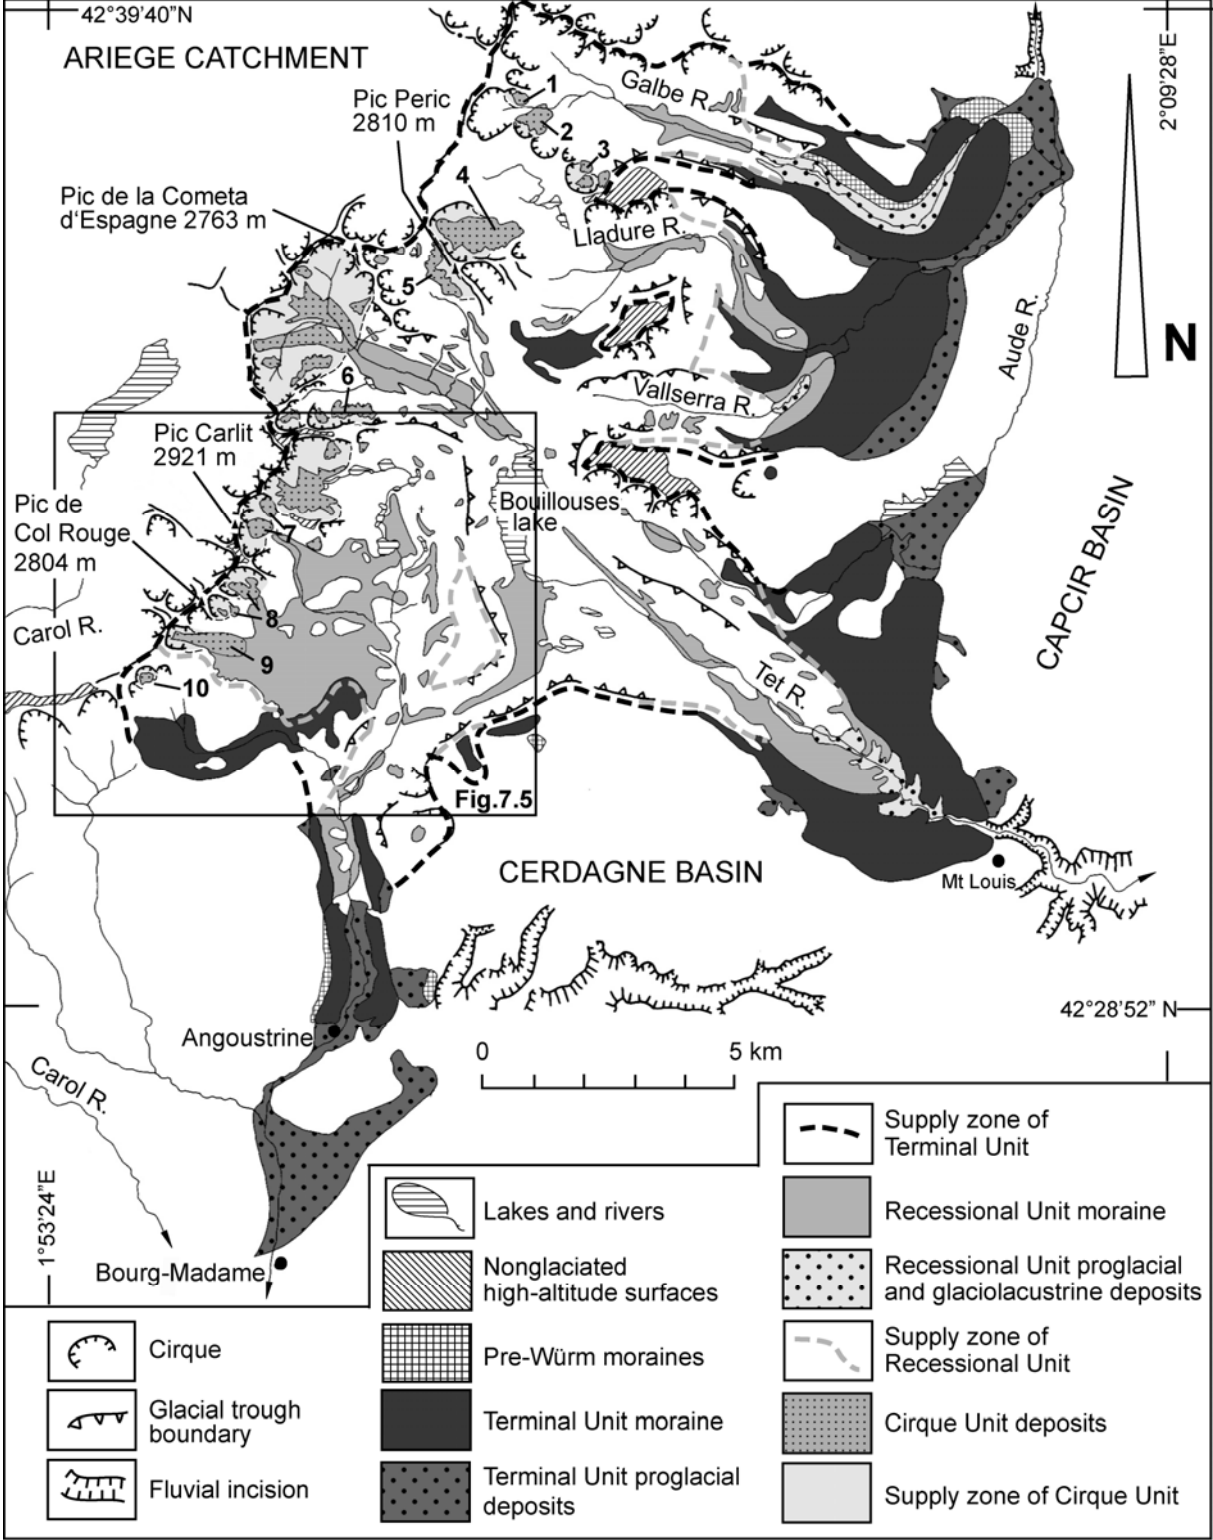 42°39'40”N
ARIEGE CATCHMENT
2°09'28”E
Galbe R.
1
Pic Peric
2810 m
2
3
4
Pic de la Cometa
d'Espagne 2763 m
Lladure R.
5
Aude R.
N
6
Vallserra R.
Pic Carlit
2921 m
Pic de
Col Rouge
2804 m
Bouillouses
lake
7
CAPCIR BASIN
8
Carol R.
9
10
Tet R.
Fig.7.5
CERDAGNE BASIN
Mt Louis
42°28'52” N
Angoustrine
0
5 km
Carol R.
1°53'24”E
Bourg-Madame
Cirque
Glacial trough
boundary
Fluvial incision
Lakes and rivers
Nonglaciated
high-altitude surfaces
Pre-Würm moraines
Terminal Unit moraine
Terminal Unit proglacial
deposits
Supply zone of
Terminal Unit
Recessional Unit moraine
Recessional Unit proglacial
and glaciolacustrine deposits
Supply zone of
Recessional Unit
Cirque Unit deposits
Supply zone of Cirque Unit